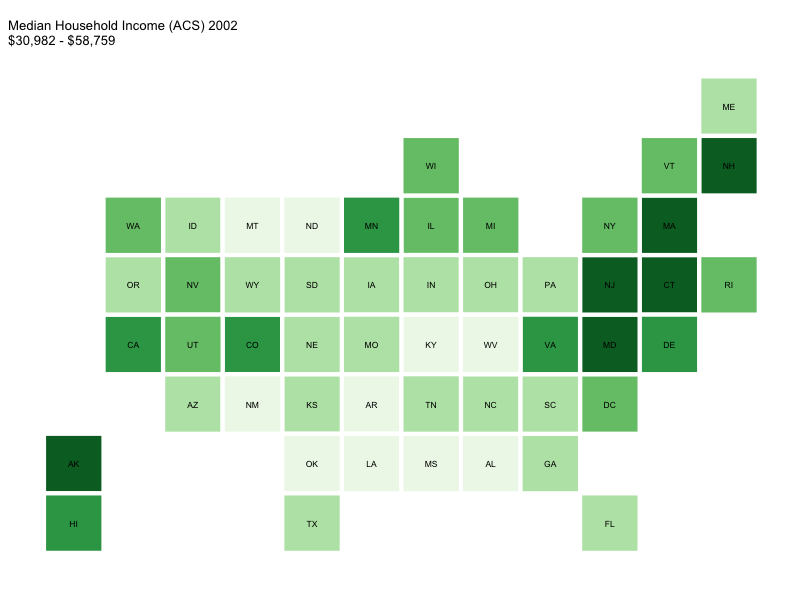 Median Household Income (ACS) 2002
$30,982 - $58,759
ME
WI VT NH
WA ID MT ND MN IL MI NY MA
OR NV WY SD IA IN OH PA NJ CT RI
CA UT CO NE MO KY WV VA MD DE
AZ NM KS AR TN NC SC DC
AK OK LA MS AL GA
HI TX FL